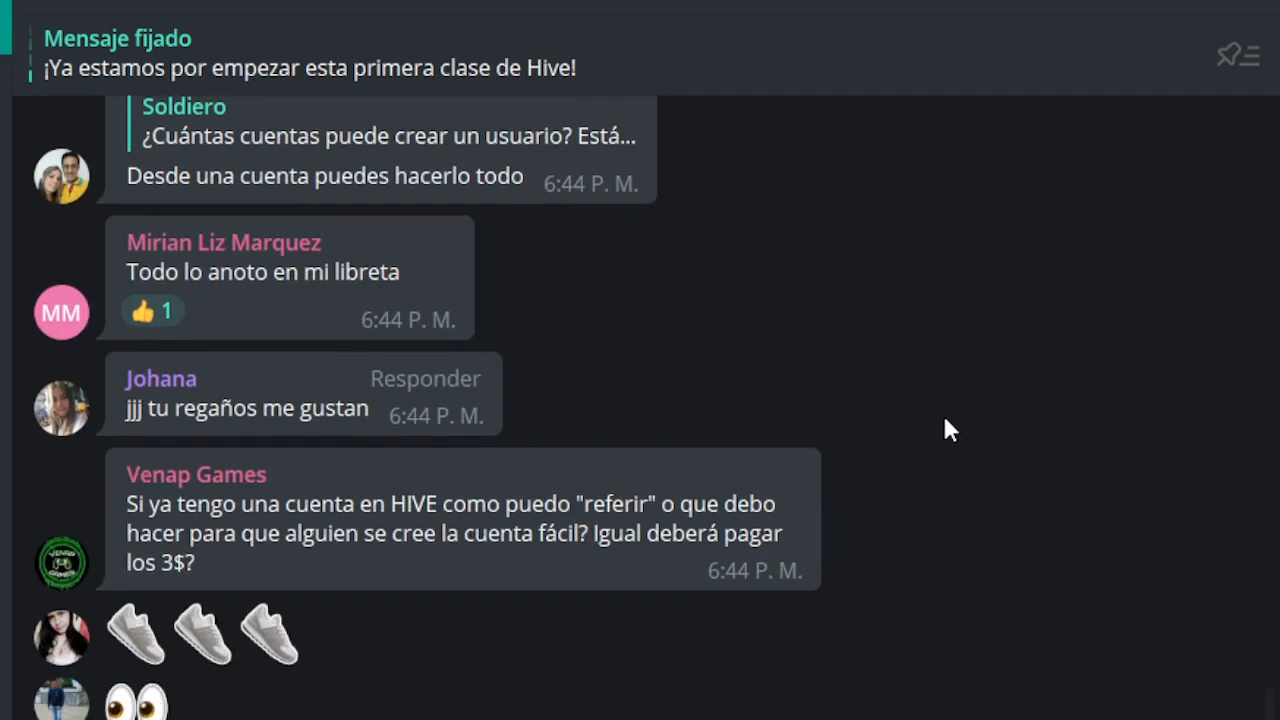 Mensaje fijado
¡Ya estamos por empezar esta primera clase de Hive!
Soldiero
¿Cuántas cuentas puede crear un usuario? Está...
Desde una cuenta puedes hacerlo todo 6:44 P. M.
Mirian Liz Marquez
Todo lo anoto en mi libreta
👍 1 6:44 P. M.
MM
Johana Responder
jjj tu regaños me gustan 6:44 P. M.
Venap Games
Si ya tengo una cuenta en HIVE como puedo "referir" o que debo
hacer para que alguien se cree la cuenta fácil? Igual deberá pagar
los 3$? 6:44 P. M.
VENAP
GAMES